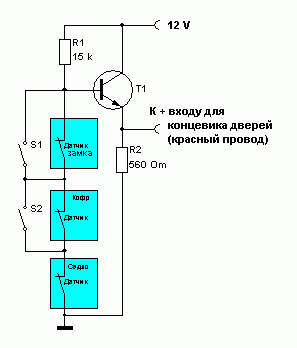 12 V
R1
15 k
T1
К + входу для
концевика дверей
(красный провод)
S1
Датчик
замка
R2
560 Om
S2
Кофр
Датчик
Седло
Датчик